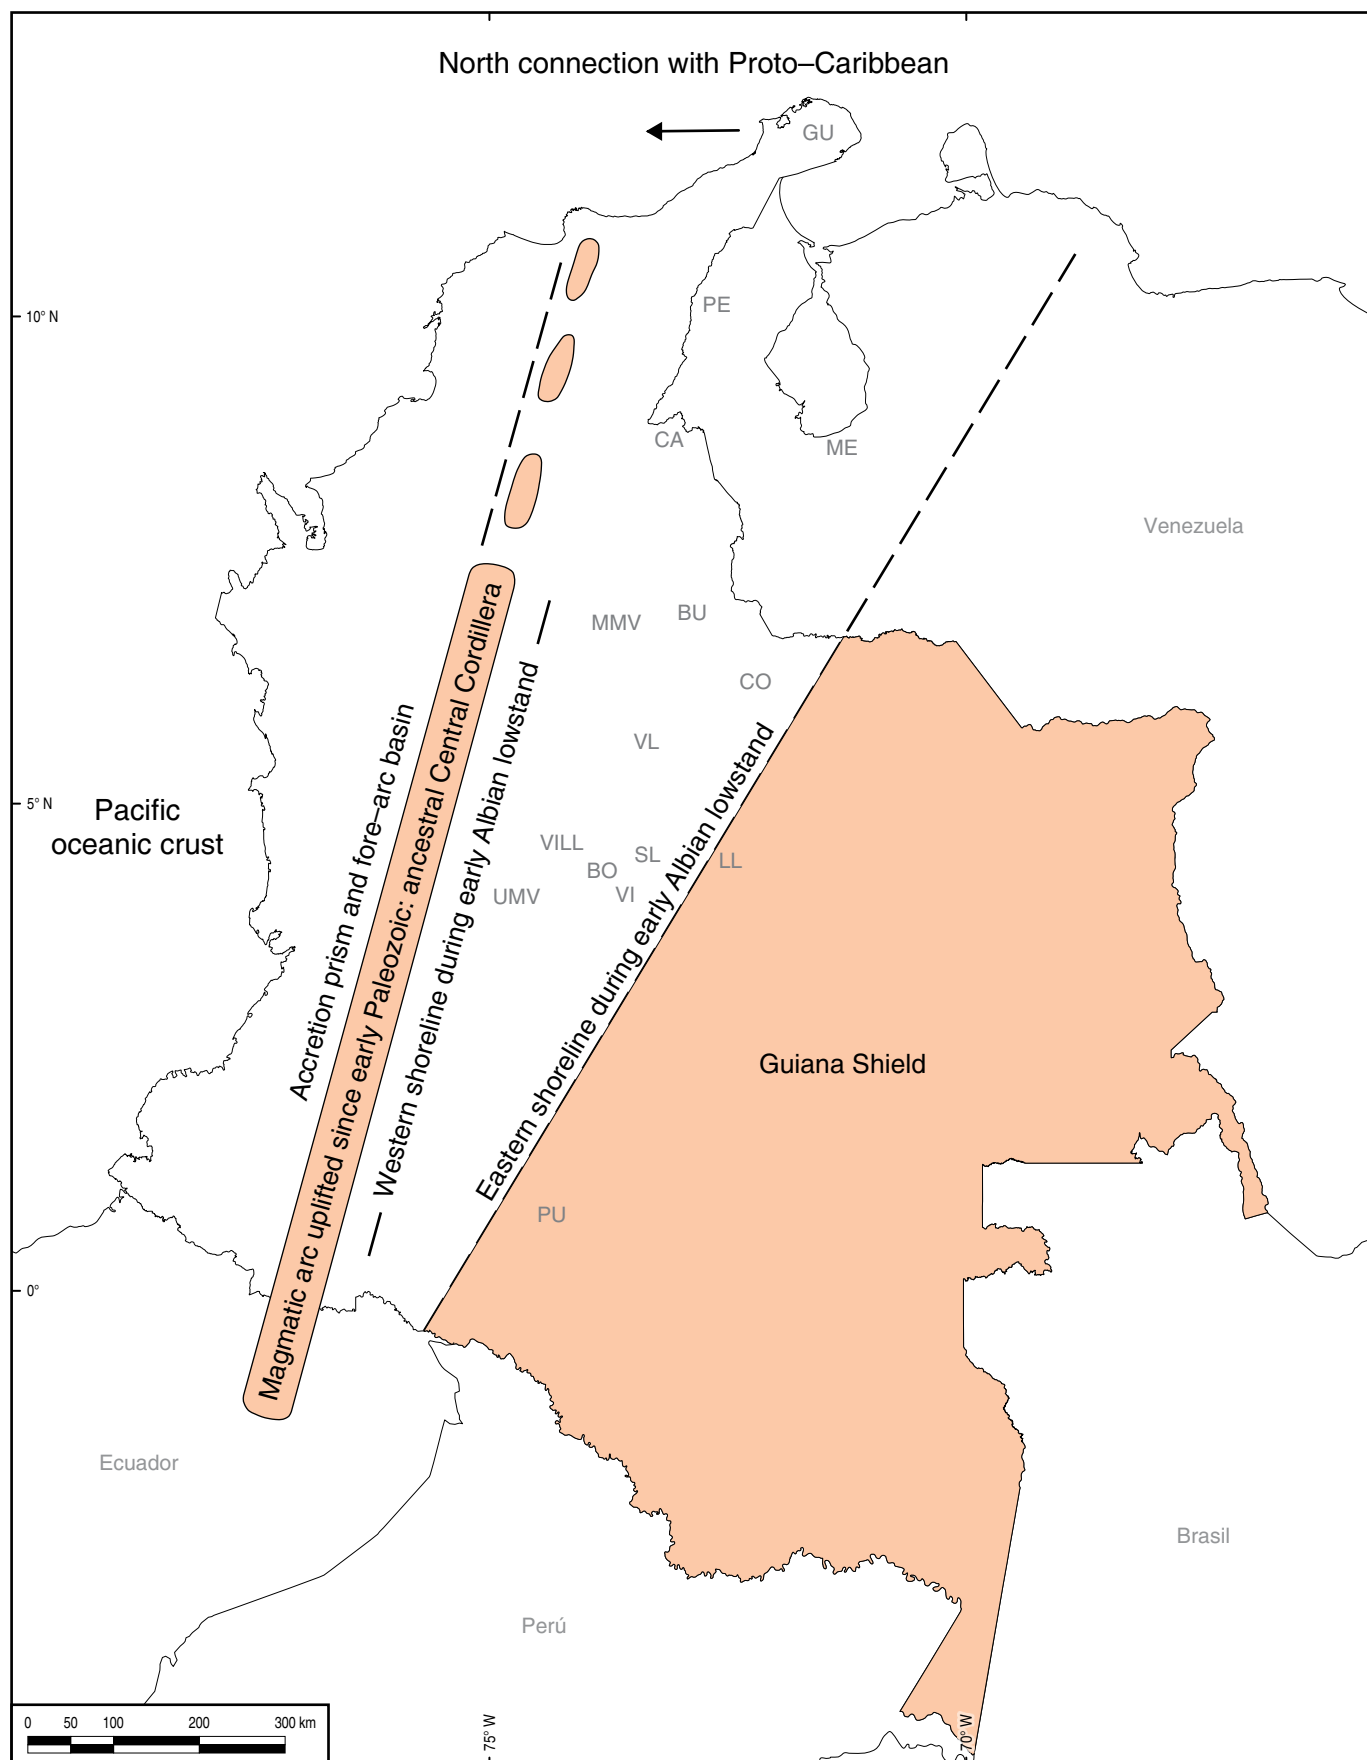 North connection with Proto–Caribbean
GU
10° N
PE
CA
ME
Venezuela
MMV
BU
CO
VL
Pacific
oceanic crust
5° N
VILL
BO
SL
VI
LL
UMV
Accretion prism and fore–arc basin
Magmatic arc uplifted since early Paleozoic: ancestral Central Cordillera
Western shoreline during early Albian lowstand
Eastern shoreline during early Albian lowstand
Guiana Shield
PU
0°
Ecuador
Brasil
Perú
0 50 100 200 300 km
75° W
70° W